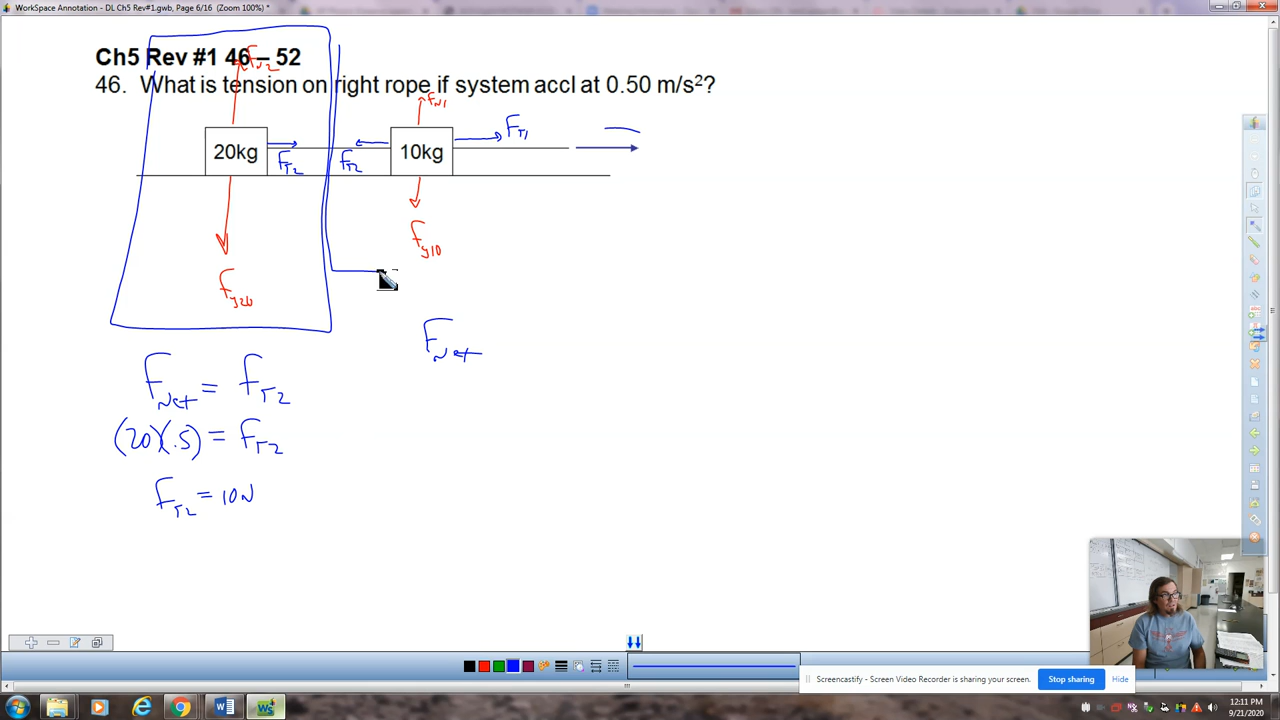 WorkSpace Annotation - DL Ch5 Rev#1.gwb, Page 6/16 (Zoom 100%) *
Ch5 Rev #1 46 – 52
46. What is tension on right rope if system accl at 0.50 m/s²?
FN2
FN1
FT1
20kg
FT2
FT2
10kg
Fg10
Fg20
FNet
FNet = FT2
(20)(.5) = FT2
FT2 = 10N
Screencastify - Screen Video Recorder is sharing your screen.
Stop sharing
Hide
12:11 PM
9/21/2020